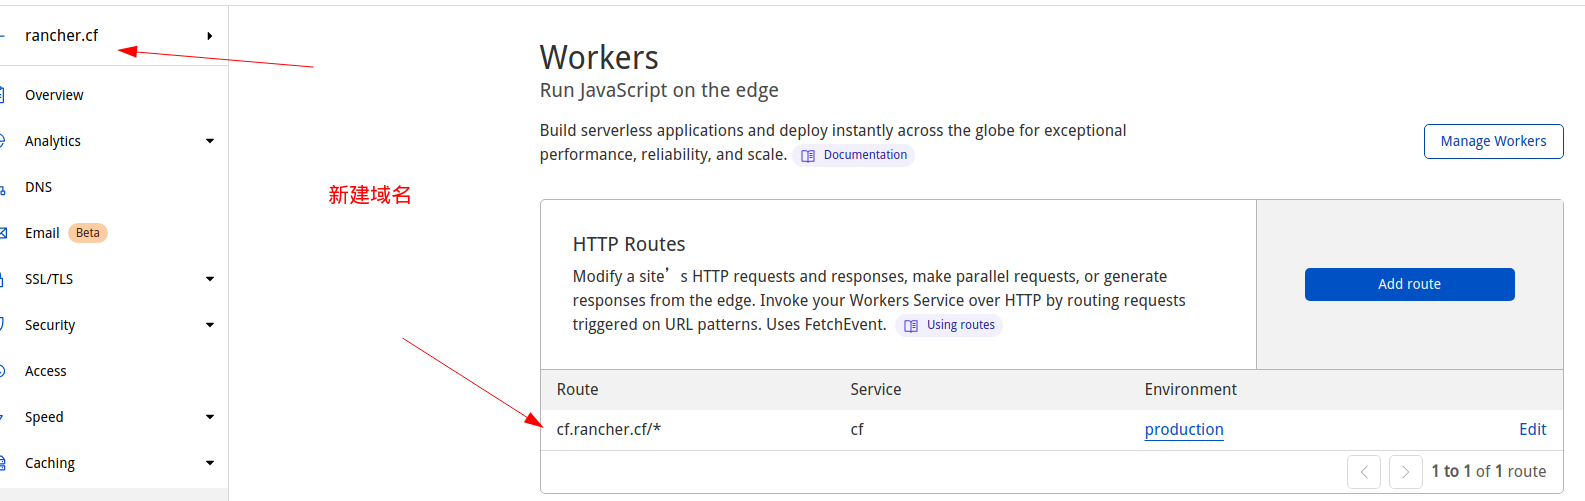 rancher.cf
Overview
Analytics
DNS
Email Beta
SSL/TLS
Security
Access
Speed
Caching
新建域名
Workers
Run JavaScript on the edge
Build serverless applications and deploy instantly across the globe for exceptional
performance, reliability, and scale. Documentation
Manage Workers
HTTP Routes
Modify a site’s HTTP requests and responses, make parallel requests, or generate
responses from the edge. Invoke your Workers Service over HTTP by routing requests
triggered on URL patterns. Uses FetchEvent. Using routes
Add route
Route Service Environment
cf.rancher.cf/* cf production Edit
1 to 1 of 1 route